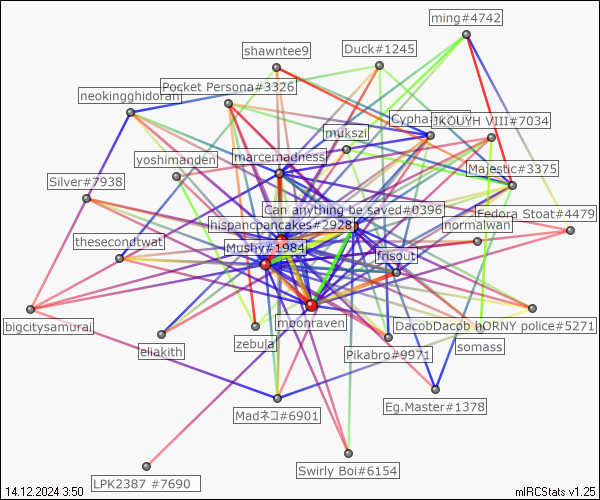 ming#4742
shawntee9
Duck#1245
Pocket Persona#3326
neokingghidorah
JKOUYH VIII#7034
mukszi
yoshimanden
marcemadness
Majestic#3375
Silver#7938
Can anything be saved#0396
Fedora Stoat#4479
hispancpancakes#2928
normalwan
thesecondtwat
Mushy#1984
frisout
moonraven
bigcitysamurai
DacobDacob hORNY police#5271
eliakith
zebula
Pikabro#9971
somass
Eg.Master#1378
Madネコ#6901
Swirly Boi#6154
LPK2387 #7690
14.12.2024 3:50
mIRCStats v1.25